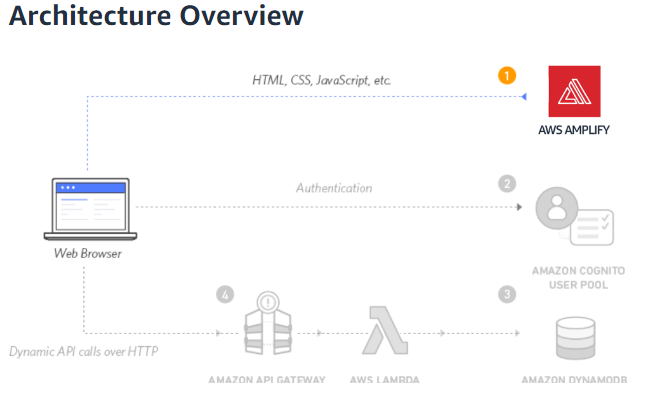 Architecture Overview
HTML, CSS, JavaScript, etc.
1
AWS AMPLIFY
Authentication
2
Web Browser
AMAZON COGNITO
USER POOL
4
3
Dynamic API calls over HTTP
AMAZON API GATEWAY
AWS LAMBDA
AMAZON DYNAMODB